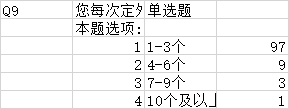 Q9 您每次定 单选题
本题选项:
1 1-3个 97
2 4-6个 9
3 7-9个 3
4 10个及以 1